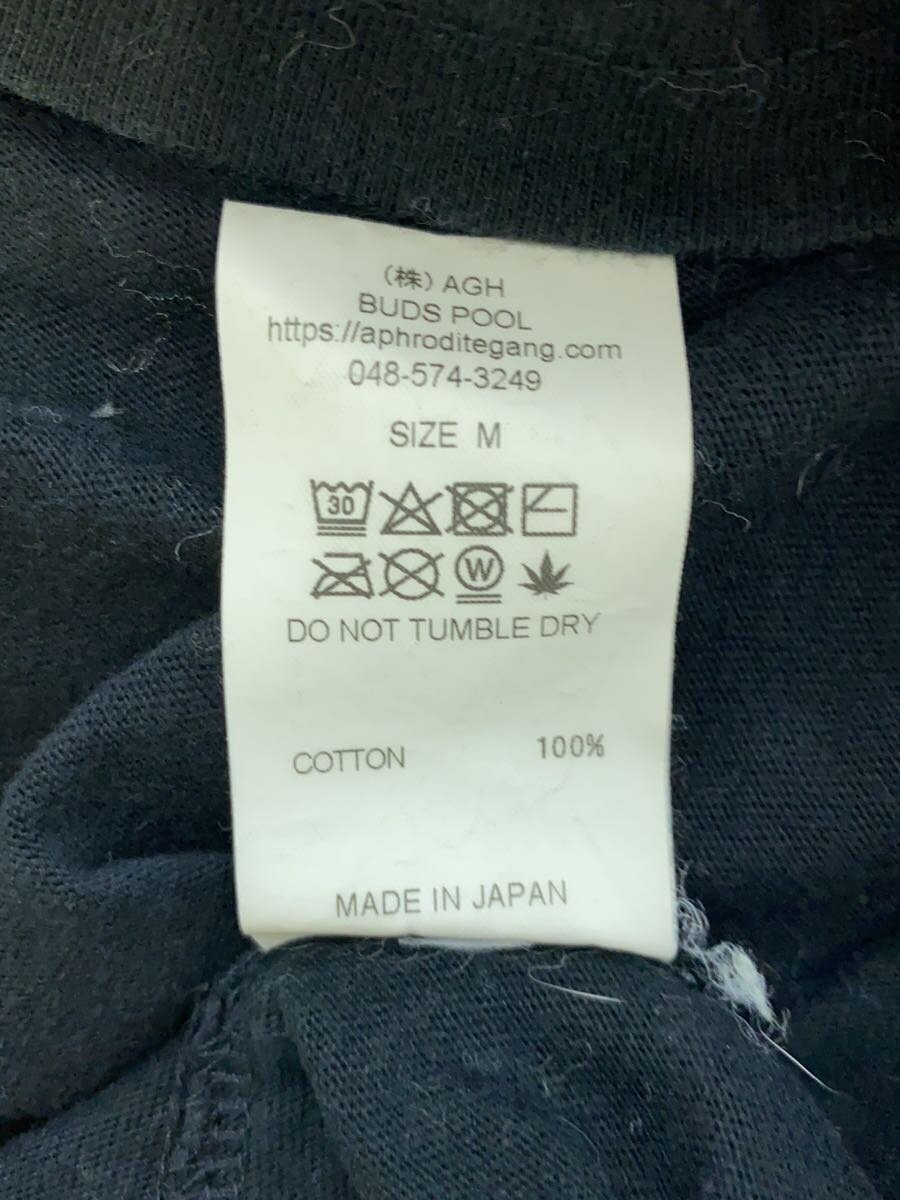 (株) AGH
BUDS POOL
https://aphroditegang.com
048-574-3249
SIZE M
30
W
DO NOT TUMBLE DRY
COTTON 100%
MADE IN JAPAN